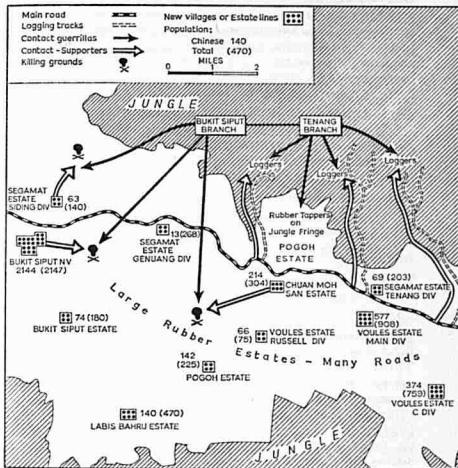 Main road
Logging tracks
Contact guerrillas
Contact-Supporters
Killing grounds
New villages or Estate lines
Population;
Chinese 140
Total (470)
0 1 2
MILES
JUNGLE
BUKIT SIPUT
BRANCH
TENANG
BRANCH
Loggers
Loggers
Loggers
SEGAMAT
ESTATE
SIDING DIV
63
(140)
Rubber Tappers
on
Jungle Fringe
POGOH
ESTATE
13(268)
SEGAMAT
ESTATE
GENUANG DIV
BUKIT SIPUT NV
2144 (2147)
214
(304)
CHUAN MOH
SAN ESTATE
69 (203)
SEGAMAT ESTATE
TENANG DIV
74 (180)
BUKIT SIPUT ESTATE
Large Rubber
Estates - Many Roads
66
(75)
VOULES ESTATE
RUSSELL DIV
577
(908)
VOULES ESTATE
MAIN DIV
142
(225)
POGOH ESTATE
374
(759)
VOULES ESTATE
C DIV
140 (470)
LABIS BAHRU ESTATE
JUNGLE